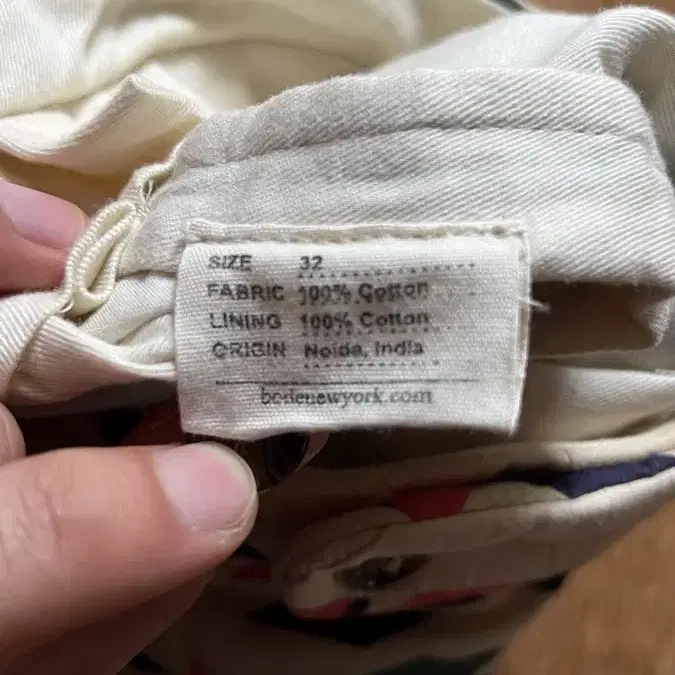 SIZE 32
FABRIC 100% Cotton
LINING 100% Cotton
ORIGIN Noida, India
bodenewyork.com